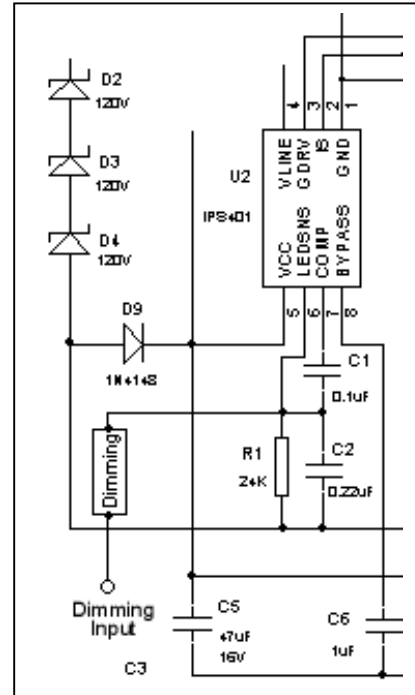 D2
120V
D3
120V
D4
120V
D9
1N4148
U2
IPS401
4 3 2 1
VLINE
GDRV
IS
GND
VCC
LEDSNS
COMP
BYPASS
5 6 7 8
C1
0.1uF
R1
24K
C2
0.22uF
Dimming
Dimming
Input
C5
47uF
16V
C3
C6
1uF